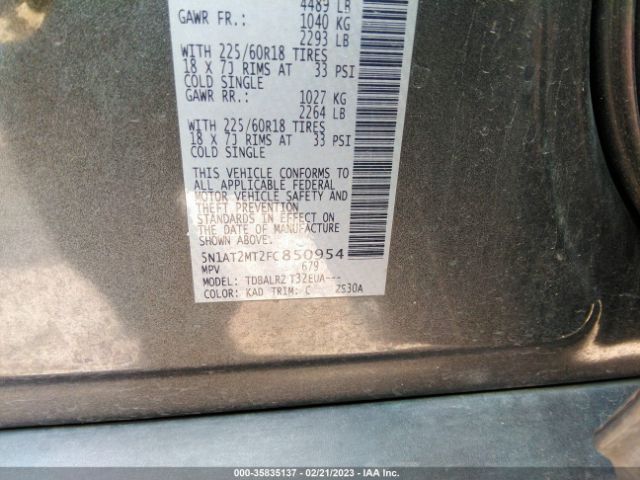 4489 LB
GAWR FR.: 1040 KG
2293 LB
WITH 225/60R18 TIRES
18 X 7J RIMS AT 33 PSI
COLD SINGLE
GAWR RR.: 1027 KG
2264 LB
WITH 225/60R18 TIRES
18 X 7J RIMS AT 33 PSI
COLD SINGLE
THIS VEHICLE CONFORMS TO
ALL APPLICABLE FEDERAL
MOTOR VEHICLE SAFETY AND
THEFT PREVENTION
STANDARDS IN EFFECT ON
THE DATE OF MANUFACTURE
SHOWN ABOVE.
5N1AT2MT2FC850954
MPV 679
MODEL: TDBALR2 T32EUA---
COLOR: KAD TRIM: C 2S30A
000-35835137 - 02/21/2023 - IAA Inc.